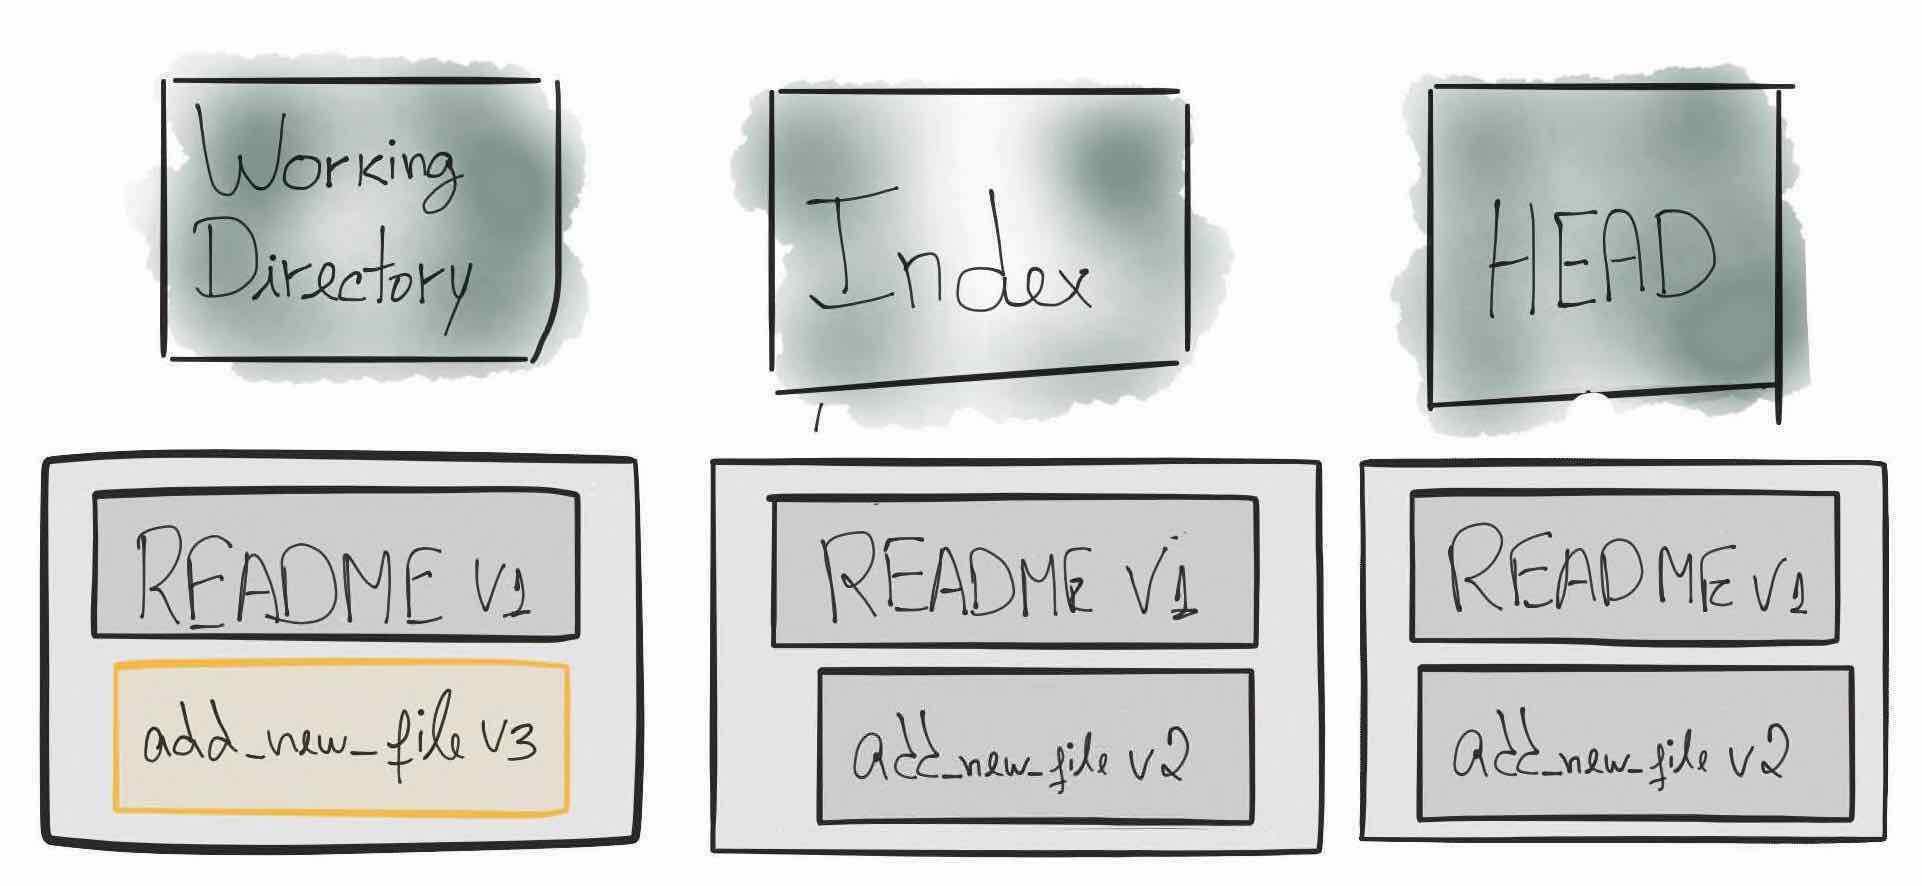 Working
Directory
Index
HEAD
README v1
add_new_file v3
README v1
add_new_file v2
README v1
add_new_file v2